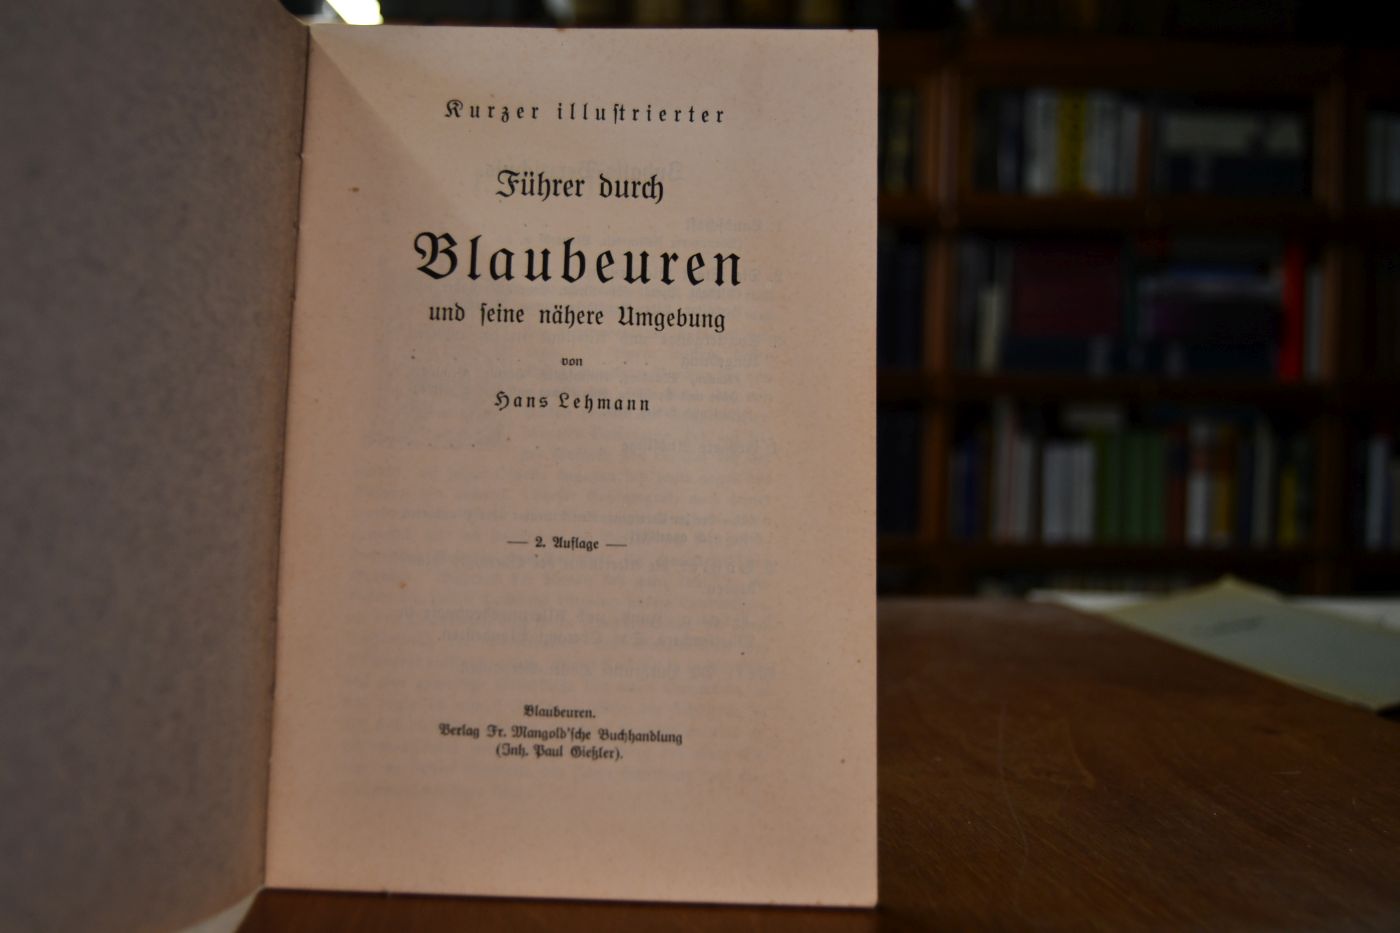 Kurzer illustrierter
Führer durch
Blaubeuren
und seine nähere Umgebung
von
Hans Lehmann
— 2. Auflage —
Blaubeuren.
Verlag Fr. Mangold'sche Buchhandlung
(Inh. Paul Gießler).